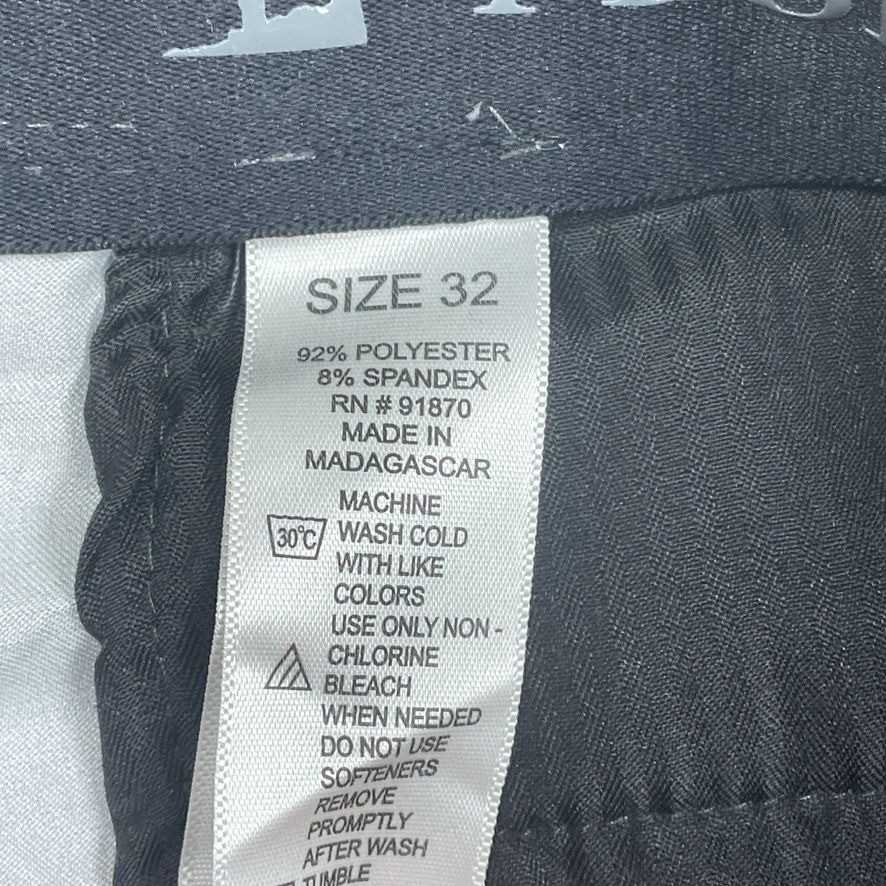 SIZE 32
92% POLYESTER
8% SPANDEX
RN # 91870
MADE IN
MADAGASCAR
MACHINE
30°C WASH COLD
WITH LIKE
COLORS
USE ONLY NON -
CHLORINE
BLEACH
WHEN NEEDED
DO NOT USE
SOFTENERS
REMOVE
PROMPTLY
AFTER WASH
TUMBLE